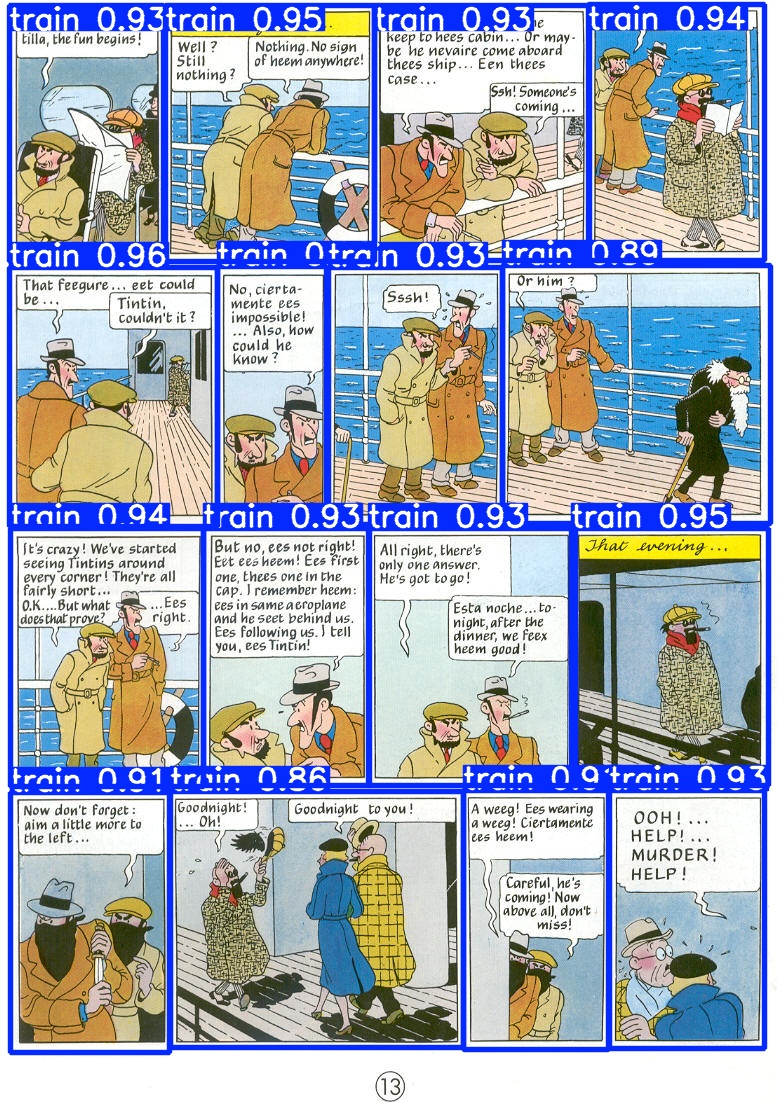 train 0.93
tilla, the fun begins!
train 0.95
Well?
Still
nothing?
Nothing. No sign
of heem anywhere!
train 0.93
keep to hees cabin... Or may-
be he nevaire come aboard
thees ship... Een thees
case...
Ssh! Someone's
coming...
train 0.94
train 0.96
That feegure... eet could
be...
Tintin,
couldn't it?
train
No, cierta-
mente ees
impossible!
... Also, how
could he
know?
train 0.93
Sssh!
train 0.89
Or him?
train 0.94
It's crazy! We've started
seeing Tintins around
every corner! They're all
fairly short...
O.K....But what
does that prove?
...Ees
right.
train 0.93
But no, ees not right!
Eet ees heem! Ees first
one, thees one in the
cap. I remember heem:
ees in same aeroplane
and he seet behind us.
Ees following us. I tell
you, ees Tintin!
train 0.93
All right, there's
only one answer.
He's got to go!
Esta noche... to-
night, after the
dinner, we feex
heem good!
train 0.95
That evening...
train 0.91
Now don't forget:
aim a little more to
the left...
train 0.86
Goodnight!
... Oh!
Goodnight to you!
train
A weeg! Ees wearing
a weeg! Ciertamente
ees heem!
Careful, he's
coming! Now
above all, don't
miss!
train 0.93
OOH!...
HELP!...
MURDER!
HELP!
13